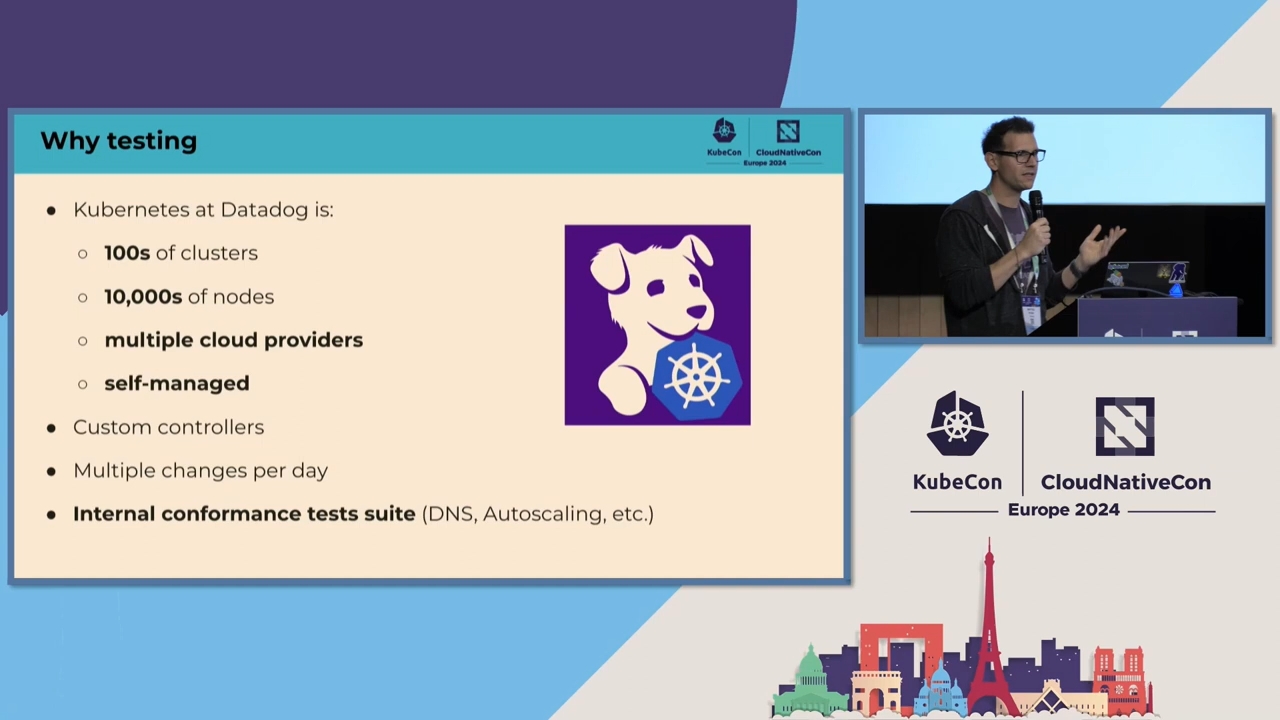 Why testing
KubeCon
CloudNativeCon
Europe 2024
Kubernetes at Datadog is:
100s of clusters
10,000s of nodes
multiple cloud providers
self-managed
Custom controllers
Multiple changes per day
Internal conformance tests suite (DNS, Autoscaling, etc.)
KubeCon
CloudNativeCon
Europe 2024